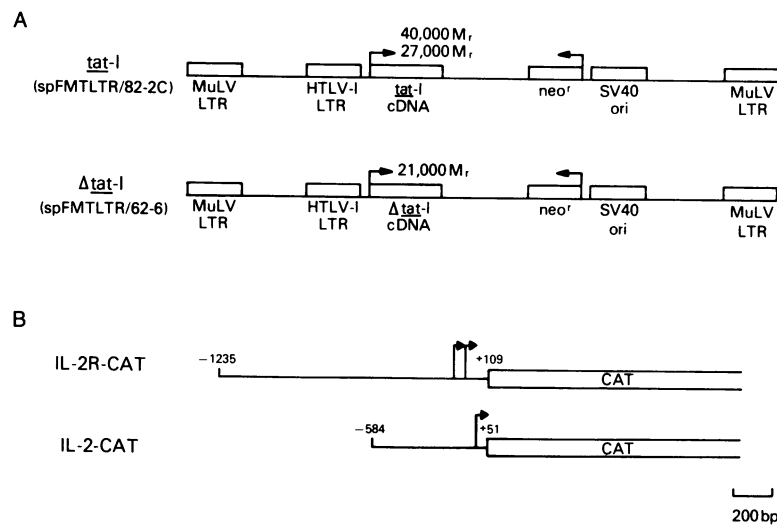 A
tat-I
(spFMTLTR/82-2C)
40,000 Mr
27,000 Mr
MuLV
LTR
HTLV-I
LTR
tat-I
cDNA
neo^r
SV40
ori
MuLV
LTR
Δtat-I
(spFMTLTR/62-6)
21,000 Mr
MuLV
LTR
HTLV-I
LTR
Δtat-I
cDNA
neo^r
SV40
ori
MuLV
LTR
B
IL-2R-CAT
−1235
+109
CAT
IL-2-CAT
−584
+51
CAT
200 bp